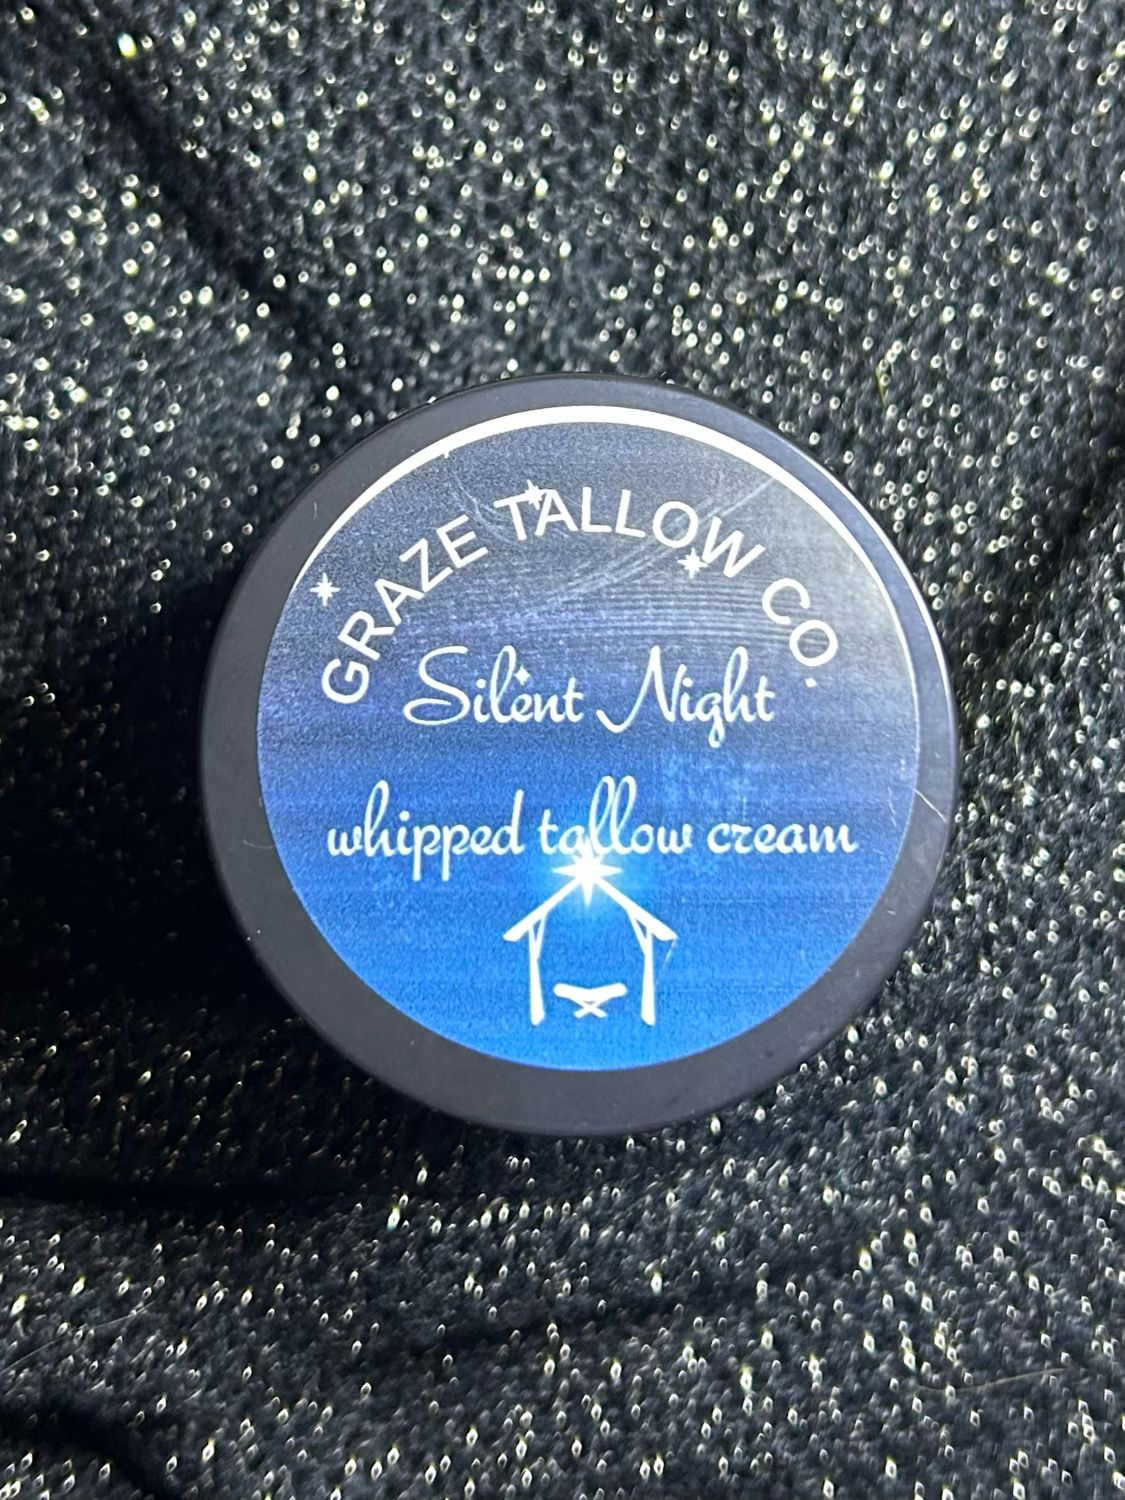 GRAZE TALLOW CO.
Silent Night
whipped tallow cream